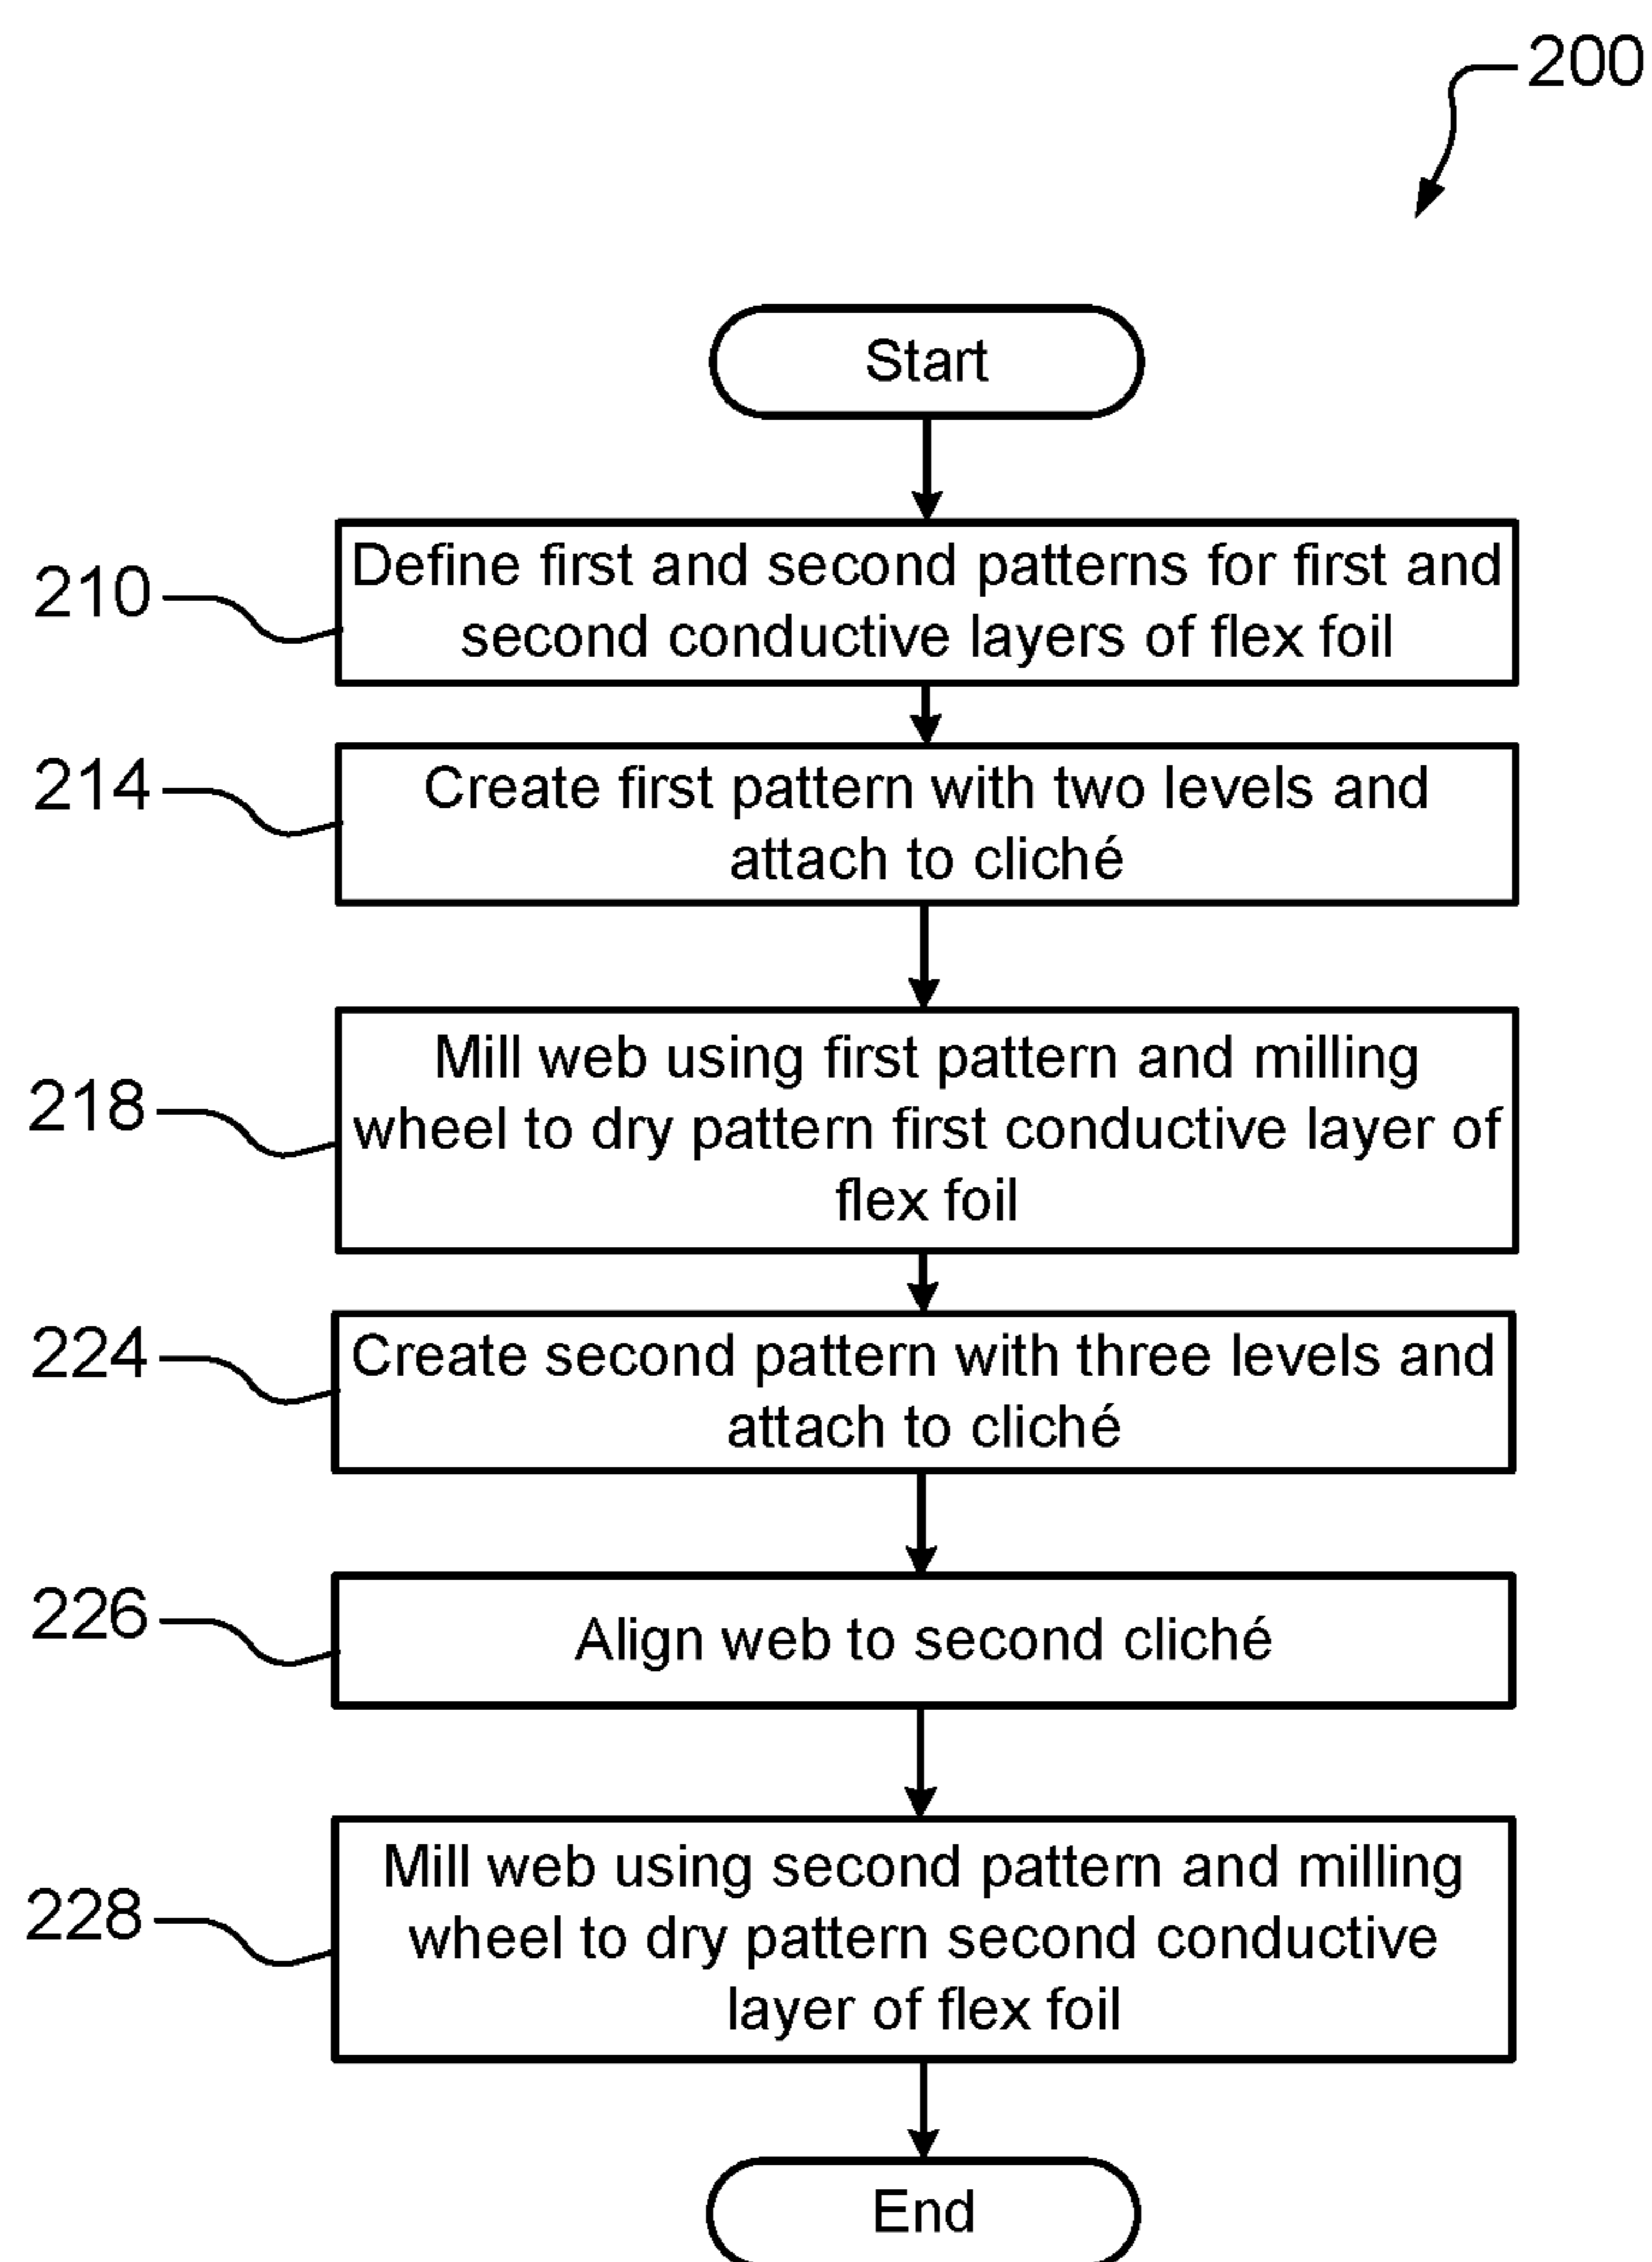 200
Start
210
Define first and second patterns for first and
second conductive layers of flex foil
214
Create first pattern with two levels and
attach to cliché
218
Mill web using first pattern and milling
wheel to dry pattern first conductive layer of
flex foil
224
Create second pattern with three levels and
attach to cliché
226
Align web to second cliché
228
Mill web using second pattern and milling
wheel to dry pattern second conductive
layer of flex foil
End